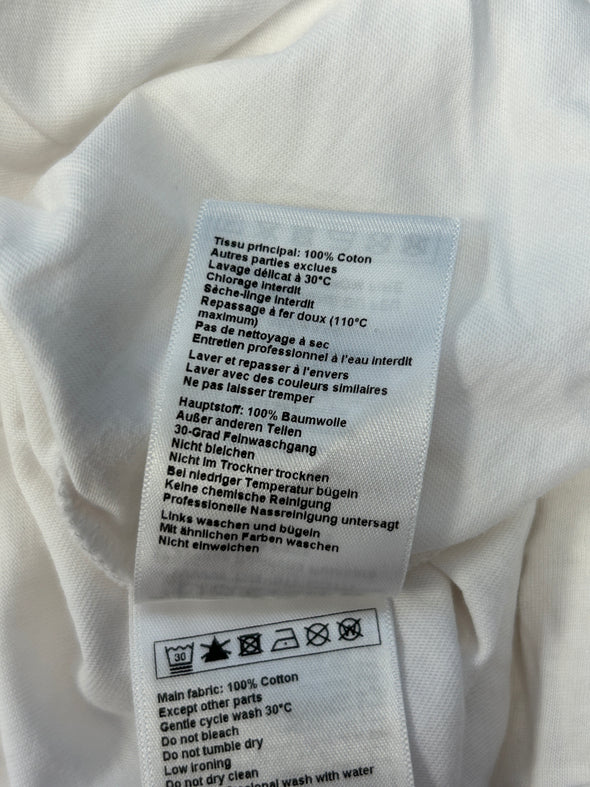 Tissu principal: 100% Coton
Autres parties exclues
Lavage délicat à 30°C
Chlorage interdit
Sèche-linge interdit
Repassage à fer doux (110°C
maximum)
Pas de nettoyage à sec
Entretien professionnel à l'eau interdit
Laver et repasser à l'envers
Laver avec des couleurs similaires
Ne pas laisser tremper
Hauptstoff: 100% Baumwolle
Außer anderen Teilen
30-Grad Feinwaschgang
Nicht bleichen
Nicht im Trockner trocknen
Bei niedriger Temperatur bügeln
Keine chemische Reinigung
Professionelle Nassreinigung untersagt
Links waschen und bügeln
Mit ähnlichen Farben waschen
Nicht einweichen
30 W
Main fabric: 100% Cotton
Except other parts
Gentle cycle wash 30°C
Do not bleach
Do not tumble dry
Low ironing
Do not dry clean
wash with water